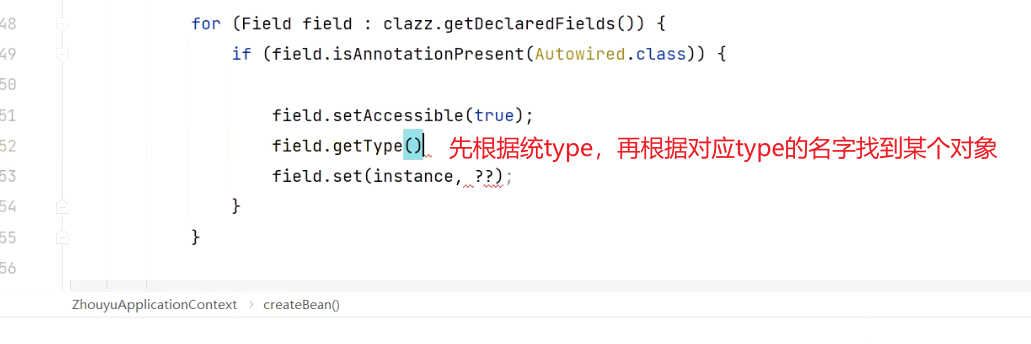 48 for (Field field : clazz.getDeclaredFields()) {
49 if (field.isAnnotationPresent(Autowired.class)) {
50
51 field.setAccessible(true);
52 field.getType() 先根据统type，再根据对应type的名字找到某个对象
53 field.set(instance, ??);
54 }
55 }
56
ZhouyuApplicationContext › createBean()